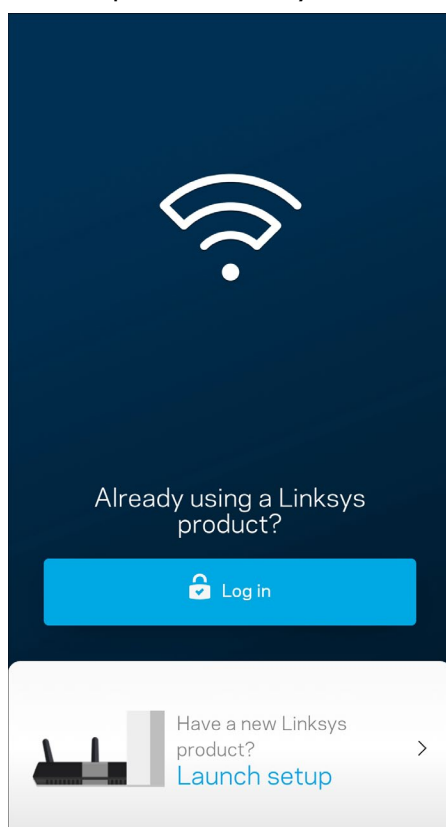 Already using a Linksys
product?
Log in
Have a new Linksys
product?
Launch setup